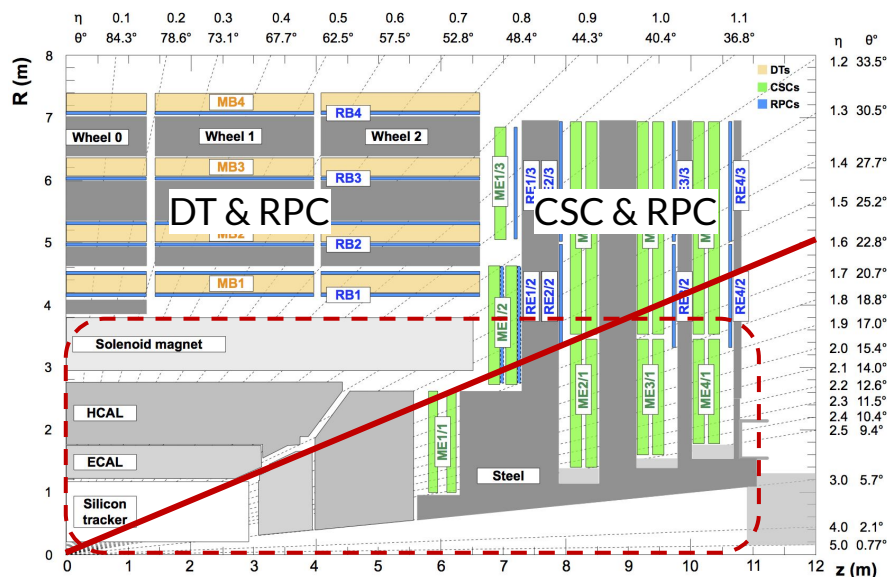 η 0.1 0.2 0.3 0.4 0.5 0.6 0.7 0.8 0.9 1.0 1.1
θ° 84.3° 78.6° 73.1° 67.7° 62.5° 57.5° 52.8° 48.4° 44.3° 40.4° 36.8° η θ°
R (m)
8
7
6
5
4
3
2
1
0
1.2 33.5°
1.3 30.5°
1.4 27.7°
1.5 25.2°
1.6 22.8°
1.7 20.7°
1.8 18.8°
1.9 17.0°
2.0 15.4°
2.1 14.0°
2.2 12.6°
2.3 11.5°
2.4 10.4°
2.5 9.4°
3.0 5.7°
4.0 2.1°
5.0 0.77°
DTs
CSCs
RPCs
MB4
RB4
Wheel 0
Wheel 1
Wheel 2
MB3
RB3
DT & RPC
MB2
RB2
MB1
RB1
CSC & RPC
ME1/3
RE1/3
RE2/3
RE3/3
RE4/3
ME1/2
RE1/2
RE2/2
RE4/2
Solenoid magnet
HCAL
ECAL
Silicon
tracker
ME1/1
ME2/1
ME3/1
ME4/1
Steel
0 1 2 3 4 5 6 7 8 9 10 11 12
z (m)